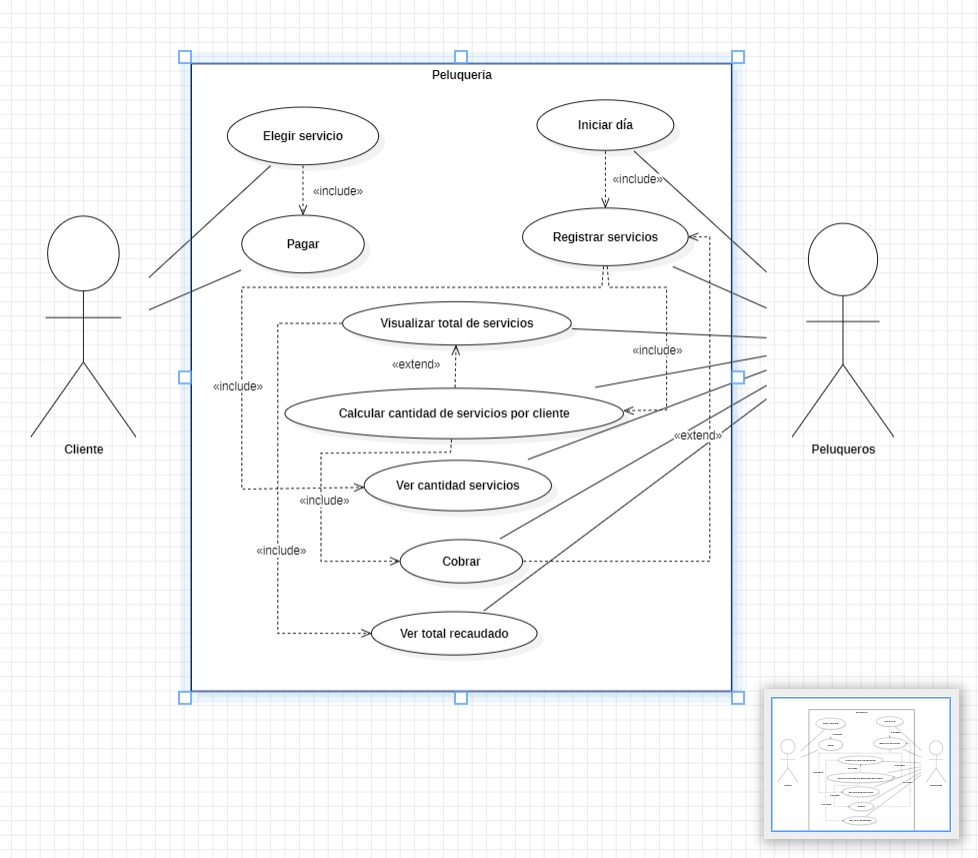 Peluqueria
Elegir servicio
Iniciar día
«include»
«include»
Pagar
Registrar servicios
Visualizar total de servicios
«include»
«extend»
«include»
Calcular cantidad de servicios por cliente
«extend»
Cliente
Peluqueros
Ver cantidad servicios
«include»
«include»
Cobrar
Ver total recaudado